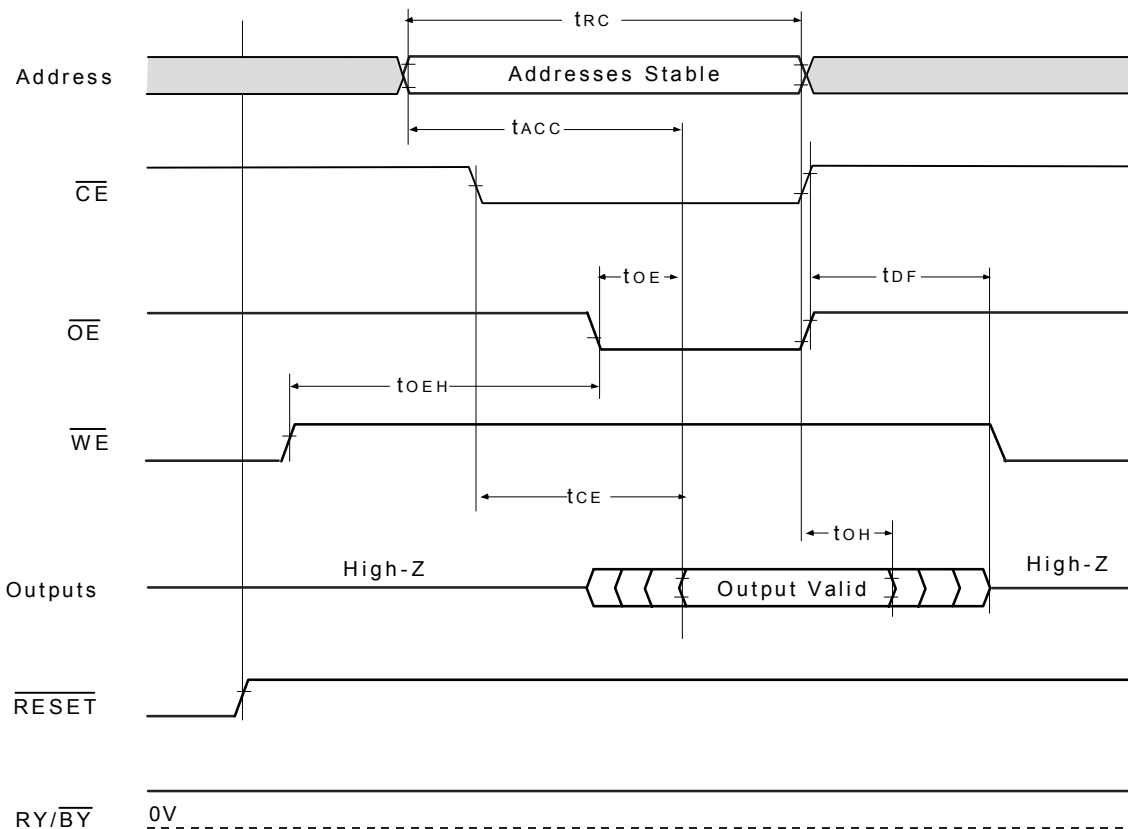 tRC
Address
Addresses Stable
tACC
CE
tOE
tDF
OE
tOEH
WE
tCE
tOH
High-Z
High-Z
Outputs
Output Valid
RESET
0V
RY/BY